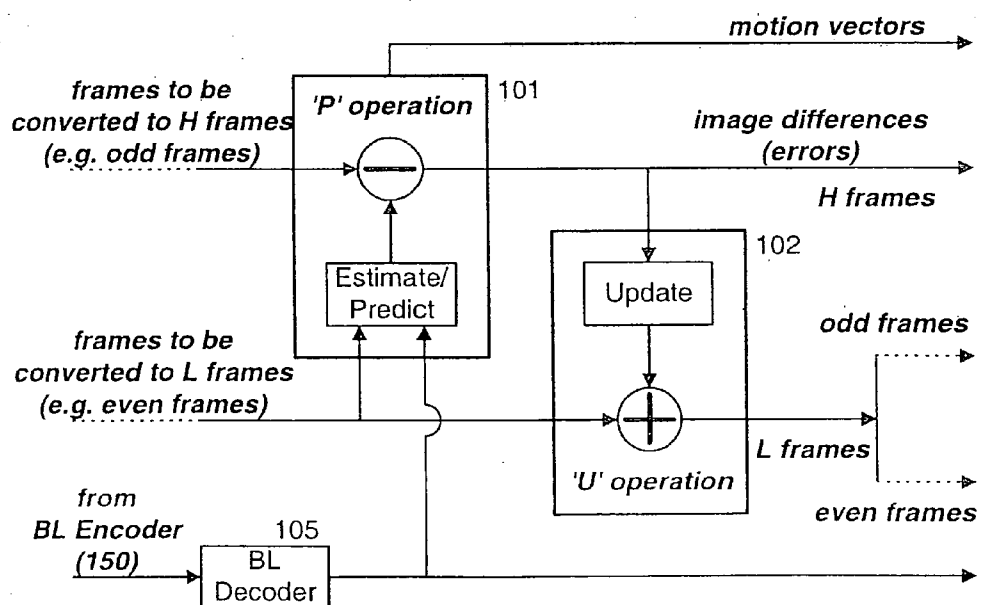 motion vectors
frames to be
converted to H frames
(e.g. odd frames)
'P' operation
101
image differences
(errors)
H frames
Estimate/
Predict
102
Update
frames to be
converted to L frames
(e.g. even frames)
odd frames
L frames
'U' operation
even frames
from
BL Encoder
(150)
105
BL
Decoder